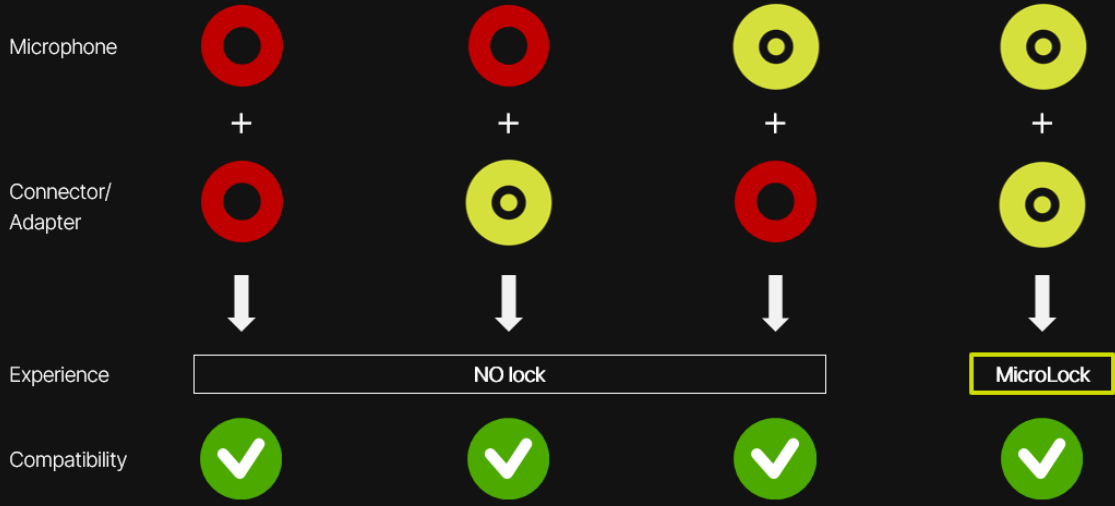 Microphone
+ + + +
Connector/
Adapter
Experience
NO lock
MicroLock
Compatibility